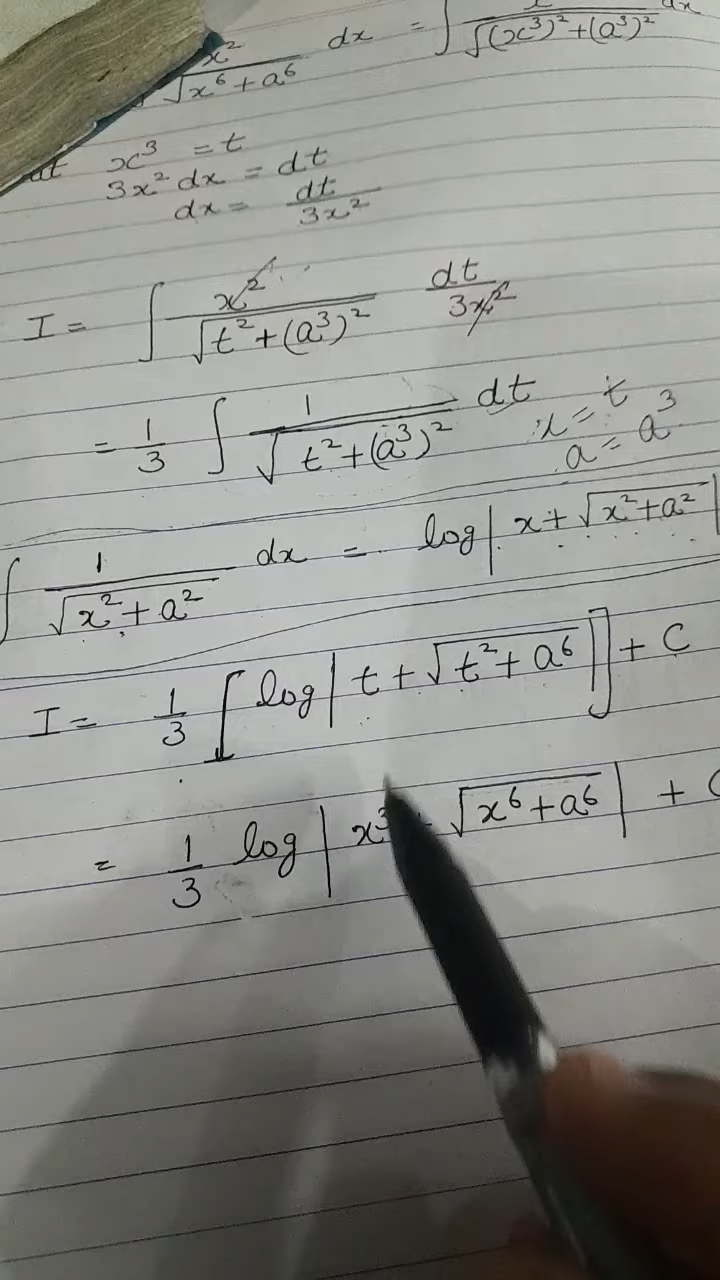 x² / √x⁶ + a⁶ dx = ∫ / √(x³)² + (a³)² dx
x³ = t
3x² dx = dt
dx = dt / 3x²
I = ∫ x² / √t² + (a³)² dt / 3x²
= 1/3 ∫ 1 / √t² + (a³)² dt x = t
a = a³
∫ 1 / √x² + a² dx = log | x + √x² + a² |
I = 1/3 [ log | t + √t² + a⁶ | ] + C
= 1/3 log | x³ + √x⁶ + a⁶ | + C